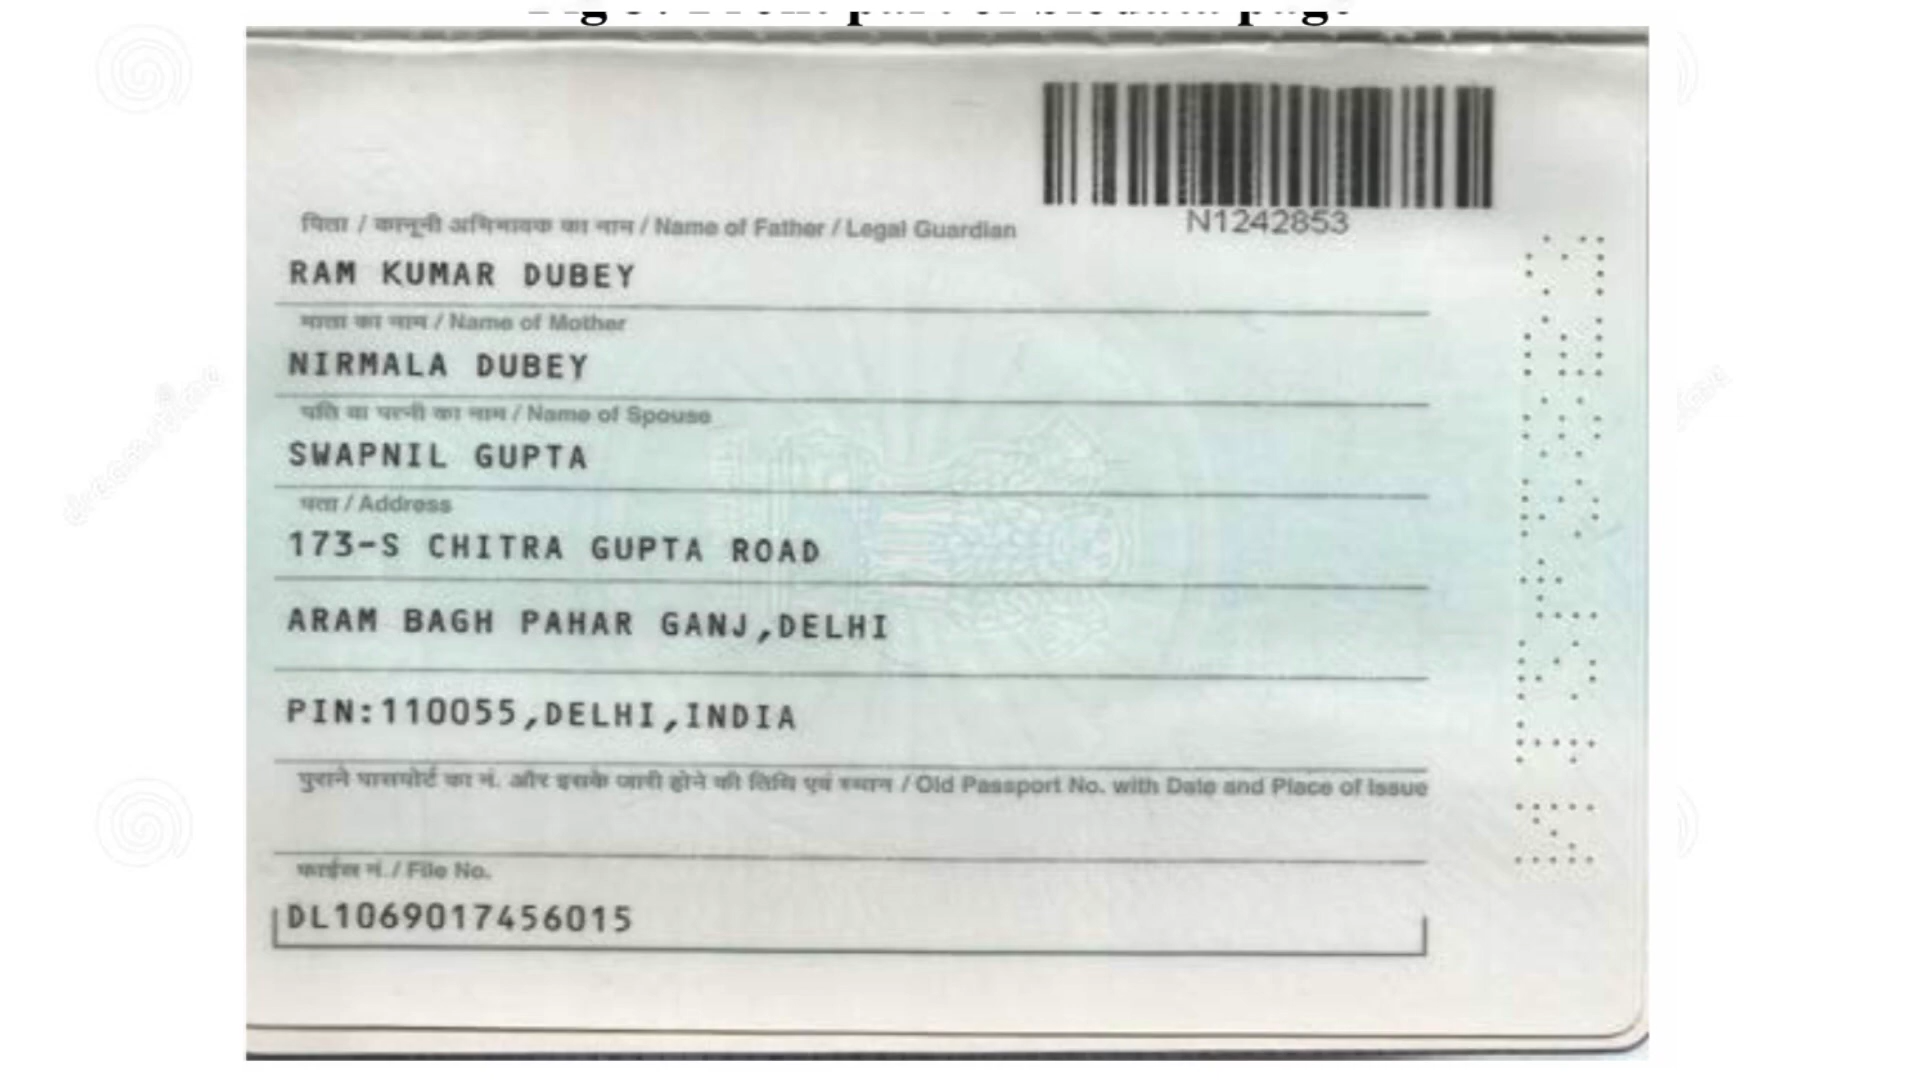 N1242853
पिता / कानूनी अभिभावक का नाम / Name of Father / Legal Guardian
RAM KUMAR DUBEY
माता का नाम / Name of Mother
NIRMALA DUBEY
पति या पत्नी का नाम / Name of Spouse
SWAPNIL GUPTA
पता / Address
173-S CHITRA GUPTA ROAD
ARAM BAGH PAHAR GANJ,DELHI
PIN:110055,DELHI,INDIA
पुराने पासपोर्ट का नं. और इसके जारी होने की तिथि एवं स्थान / Old Passport No. with Date and Place of Issue
फाईल नं. / File No.
DL1069017456015